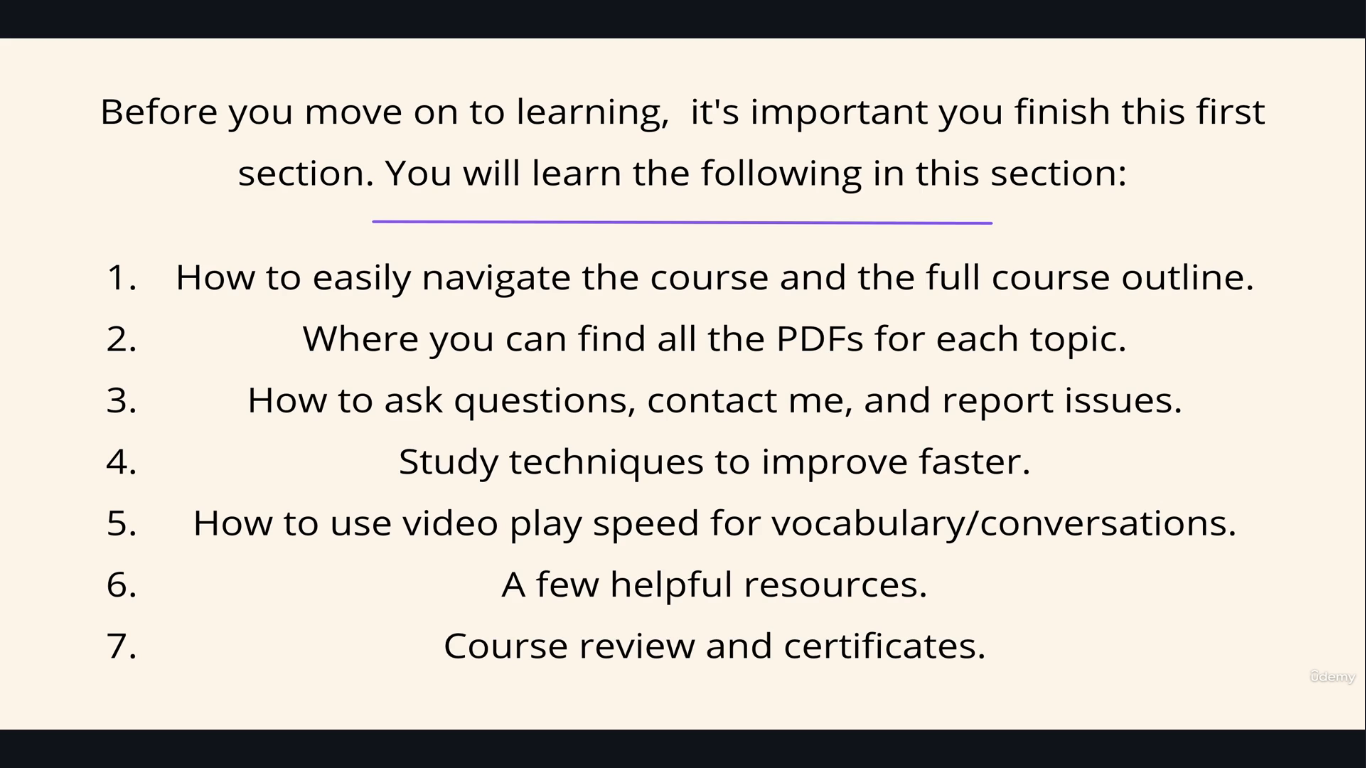 Before you move on to learning,  it's important you finish this first
section. You will learn the following in this section:
1. How to easily navigate the course and the full course outline.
2. Where you can find all the PDFs for each topic.
3. How to ask questions, contact me, and report issues.
4. Study techniques to improve faster.
5. How to use video play speed for vocabulary/conversations.
6. A few helpful resources.
7. Course review and certificates.
ûdemy